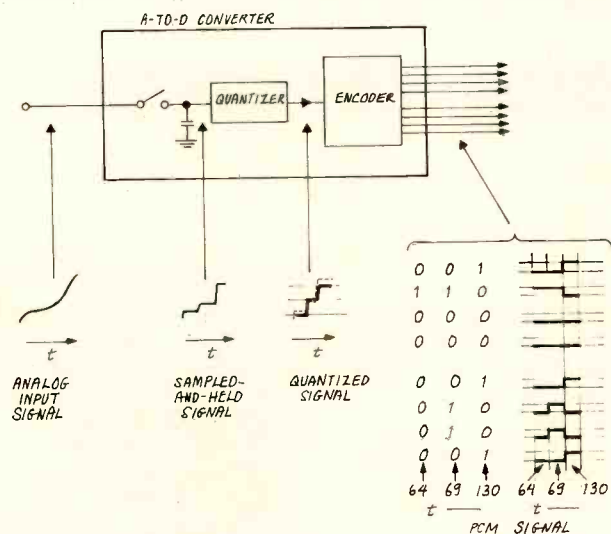 A-TO-D CONVERTER
QUANTIZER
ENCODER
0 0 1
1 1 0
0 0 0
0 0 0
0 0 1
0 1 0
0 1 0
0 0 1
t
t
t
ANALOG
INPUT
SIGNAL
SAMPLED-
AND-HELD
SIGNAL
QUANTIZED
SIGNAL
64 69 130
64 69 130
t
t
PCM SIGNAL